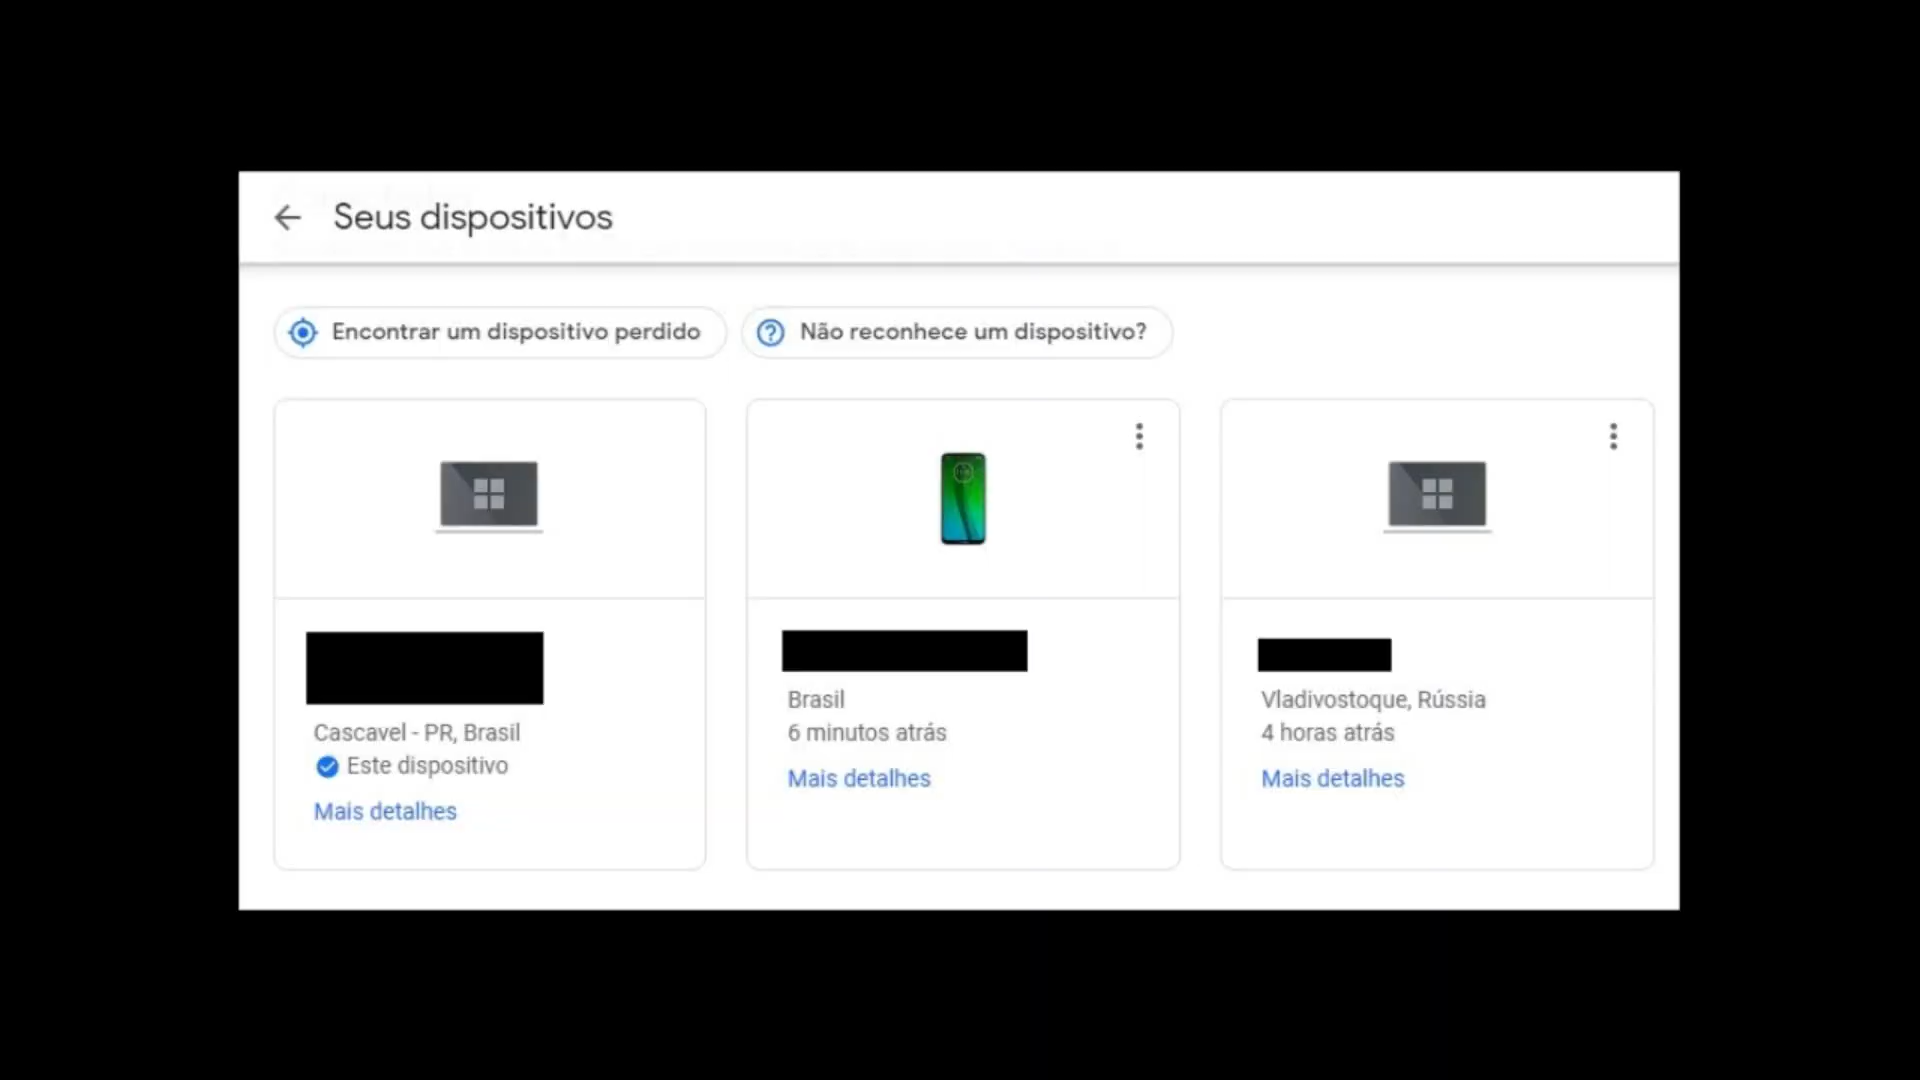 Seus dispositivos
Encontrar um dispositivo perdido
Não reconhece um dispositivo?
Cascavel - PR, Brasil
Este dispositivo
Mais detalhes
Brasil
6 minutos atrás
Mais detalhes
Vladivostoque, Rússia
4 horas atrás
Mais detalhes